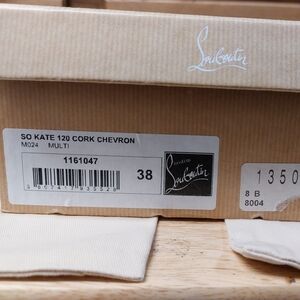 Louboutin
SO KATE 120 CORK CHEVRON
M024 MULTI
1161047
38
Louboutin
1350
8 B
8004